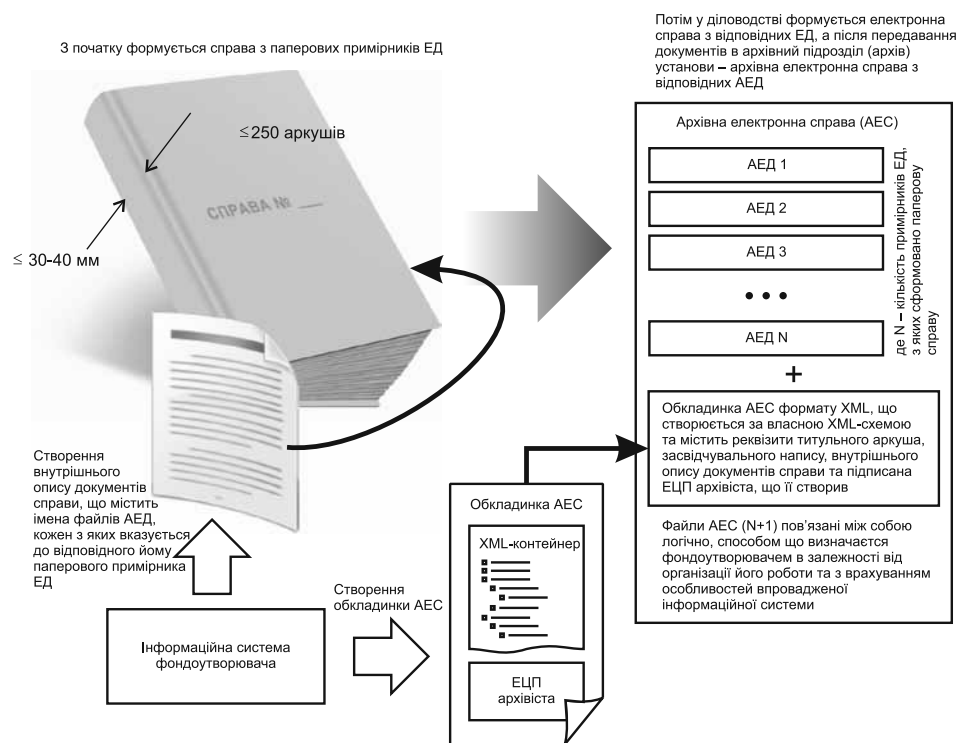 З початку формується справа з паперових примірників ЕД
≤250 аркушів
СПРАВА № __
≤ 30-40 мм
Створення
внутрішнього
опису документів
справи, що містить
імена файлів АЕД,
кожен з яких вказується
до відповідного йому
паперового примірника
ЕД
Інформаційна система
фондоутворювача
Створення
обкладинки АЕС
Обкладинка АЕС
XML-контейнер
ЕЦП
архівіста
Потім у діловодстві формується електронна
справа з відповідних ЕД, а після передавання
документів в архівний підрозділ (архів)
установи – архівна електронна справа з
відповідних АЕД
Архівна електронна справа (АЕС)
АЕД 1
АЕД 2
АЕД 3
• • •
АЕД N
де N – кількість примірників ЕД,
з яких сформовано паперову
справу
+
Обкладинка АЕС формату XML, що
створюється за власною XML-схемою
та містить реквізити титульного аркуша,
засвідчувального напису, внутрішнього
опису документів справи та підписана
ЕЦП архівіста, що її створив
Файли АЕС (N+1) пов’язані між собою
логічно, способом що визначаєтся
фондоутворювачем в залежності від
організації його роботи та з врахуванням
особливостей впровадженої
інформаційної системи